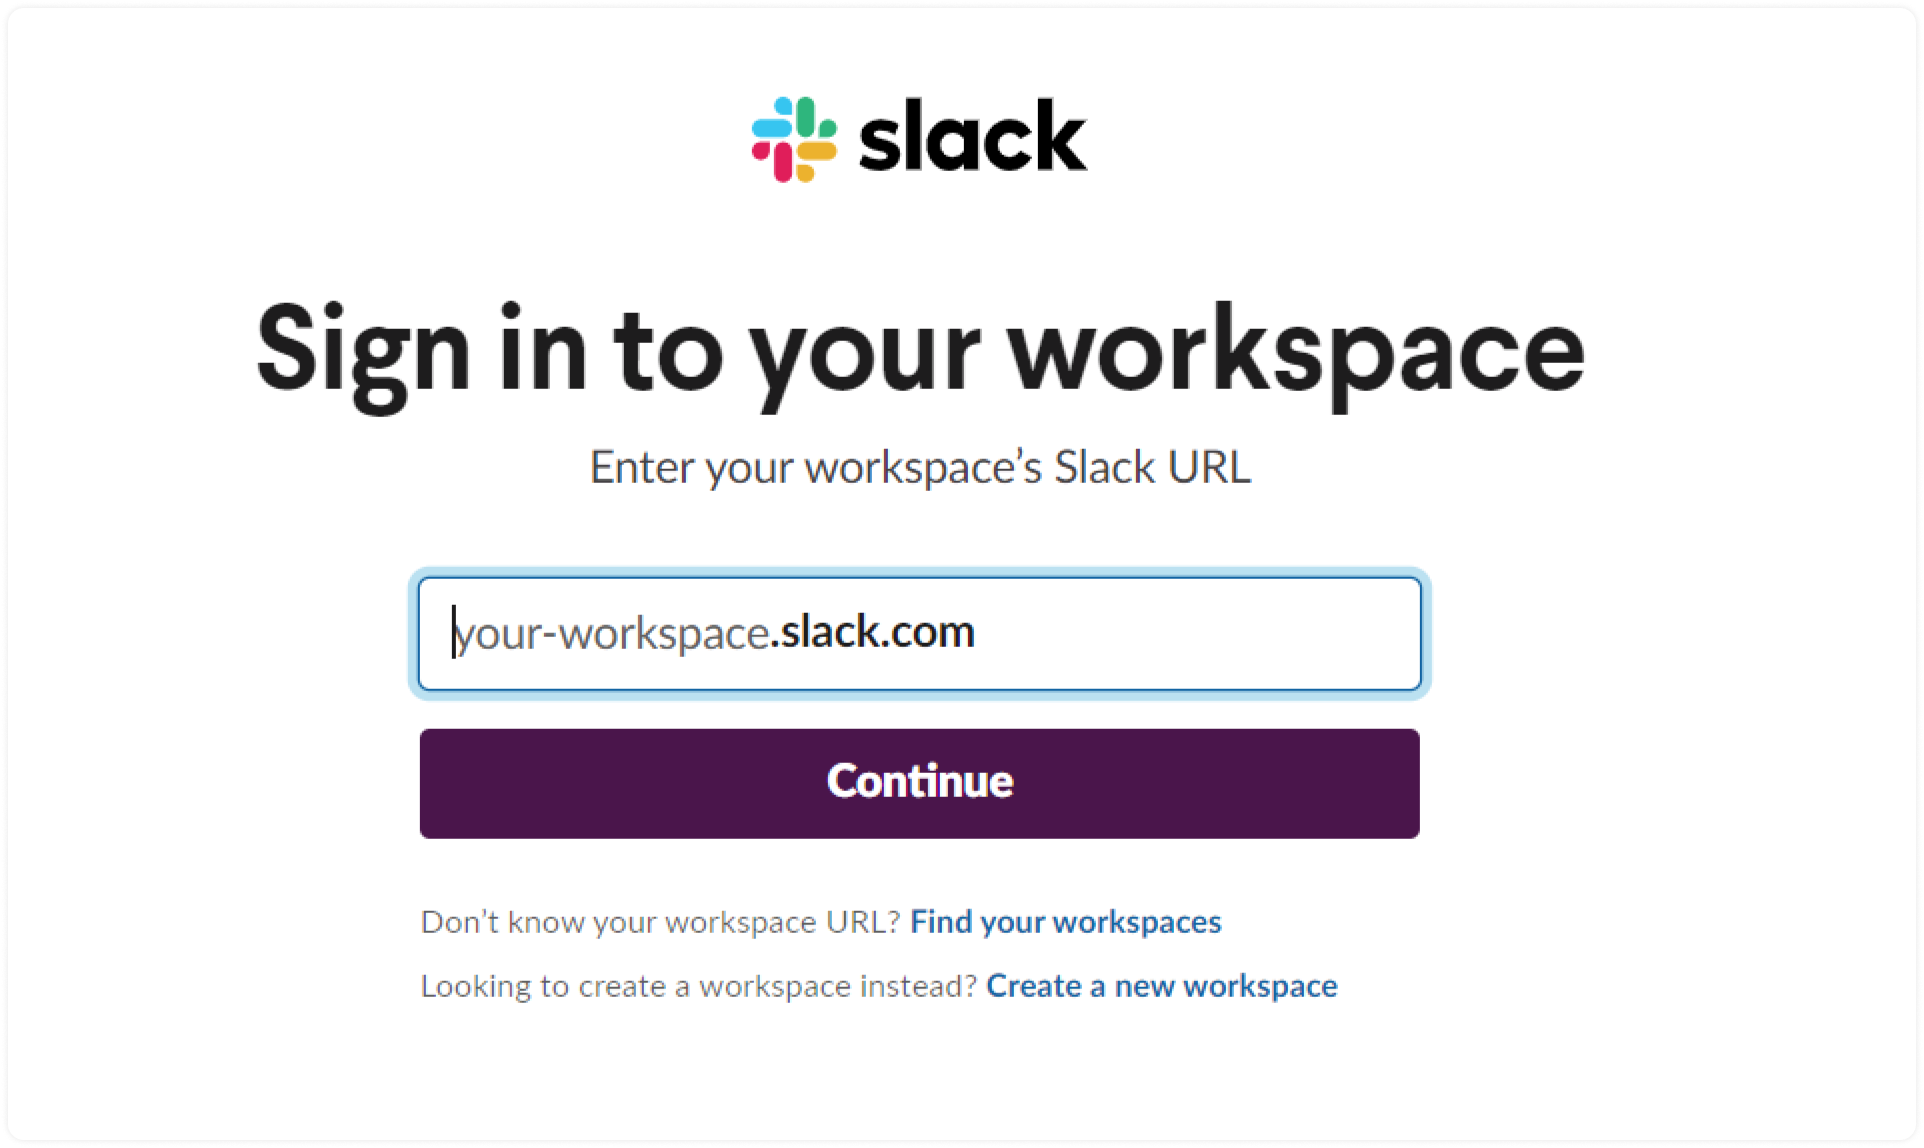 slack
Sign in to your workspace
Enter your workspace’s Slack URL
your-workspace.slack.com
Continue
Don’t know your workspace URL? Find your workspaces
Looking to create a workspace instead? Create a new workspace